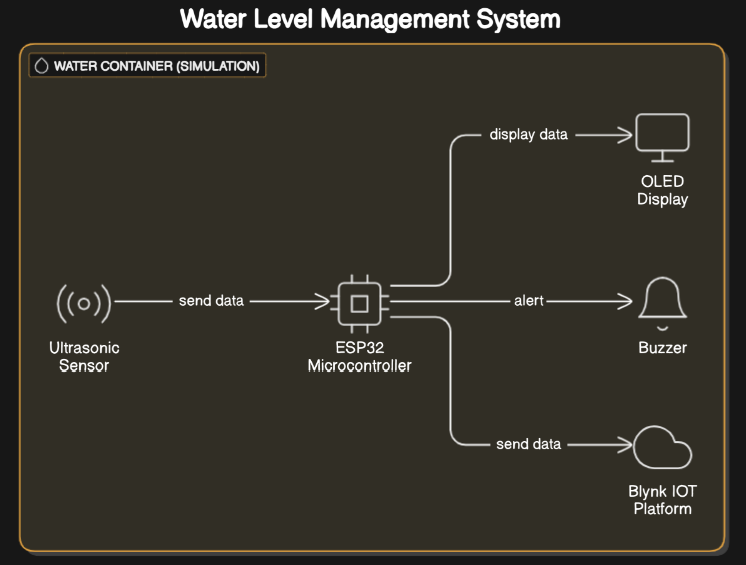 Water Level Management System
WATER CONTAINER (SIMULATION)
display data
OLED
Display
send data
alert
Ultrasonic
Sensor
ESP32
Microcontroller
Buzzer
send data
Blynk IOT
Platform